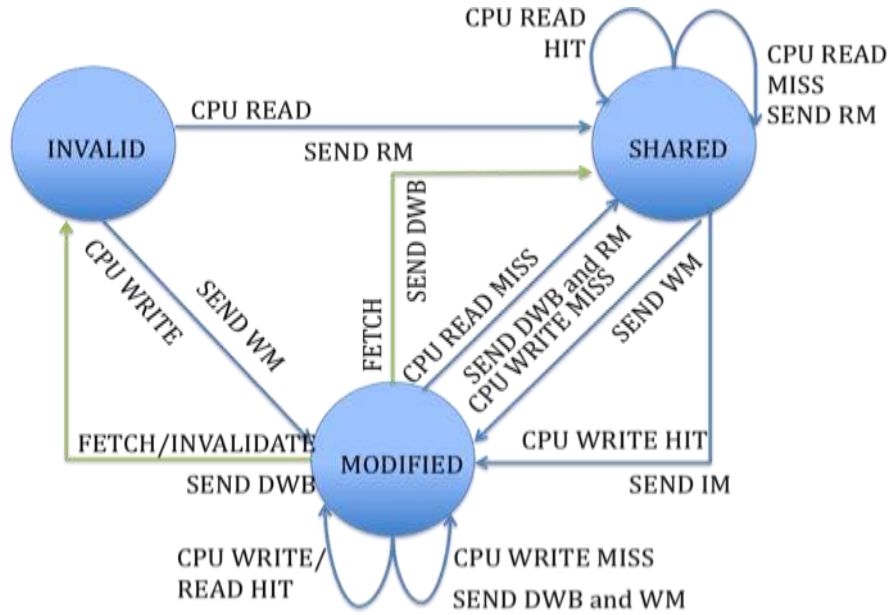 CPU READ
HIT
CPU READ
MISS
SEND RM
CPU READ
SEND RM
INVALID
SHARED
SEND DWB
FETCH
CPU WRITE
SEND WM
CPU READ MISS
SEND DWB and RM
CPU WRITE MISS
SEND WM
FETCH/INVALIDATE
SEND DWB
MODIFIED
CPU WRITE HIT
SEND IM
CPU WRITE/
READ HIT
CPU WRITE MISS
SEND DWB and WM